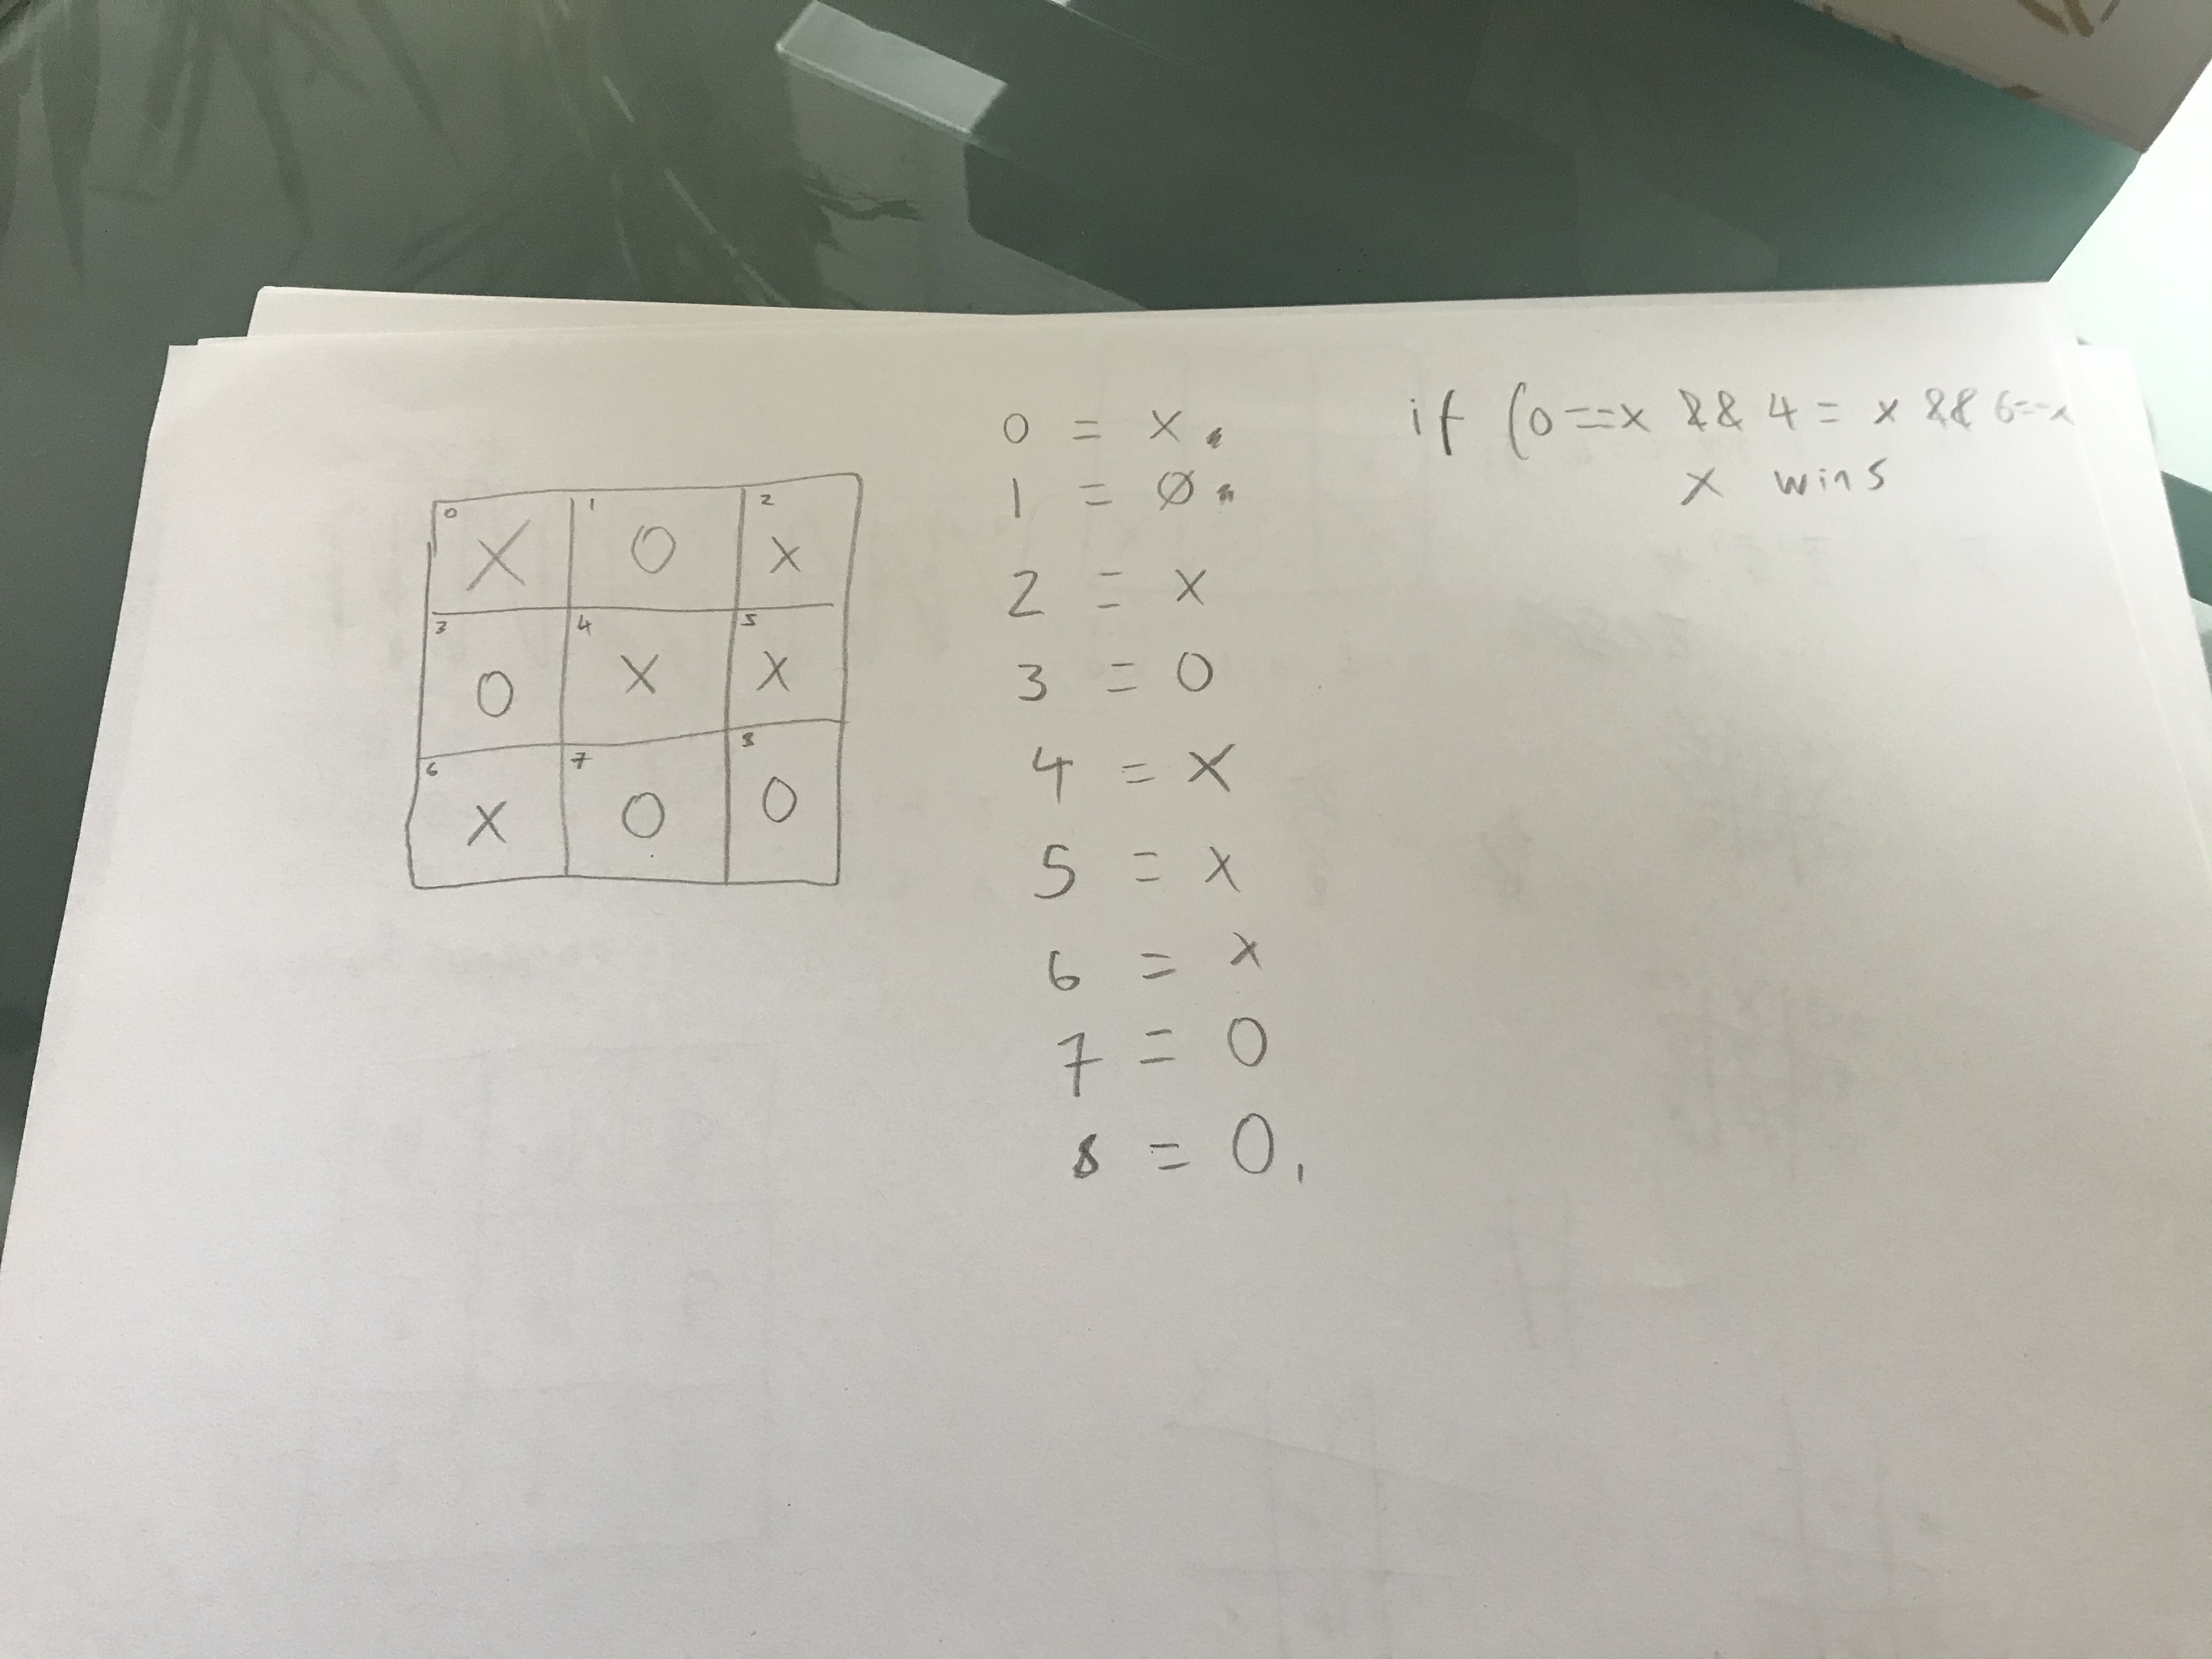 0 1 2
X O X
3 4 5
O X X
6 7 8
X O O
0 = X.
1 = Ø.
2 = X
3 = O
4 = X
5 = X
6 = X
7 = O
8 = O,
if (0==x && 4= x && 6==x
X wins